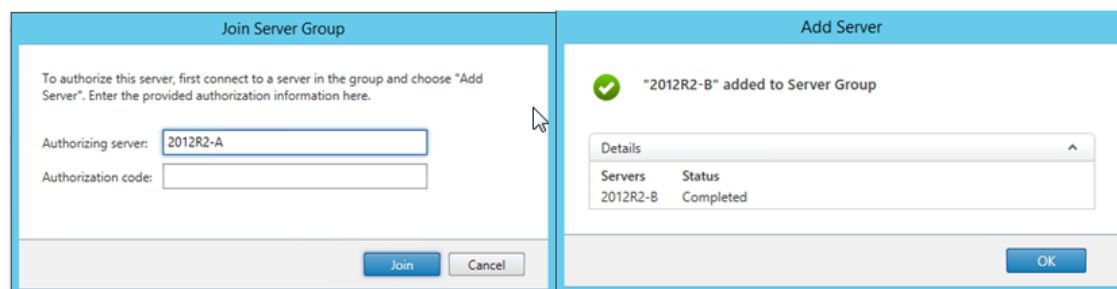 Join Server Group
To authorize this server, first connect to a server in the group and choose "Add
Server". Enter the provided authorization information here.
Authorizing server: 2012R2-A
Authorization code:
Join Cancel
Add Server
"2012R2-B" added to Server Group
Details
Servers Status
2012R2-B Completed
OK